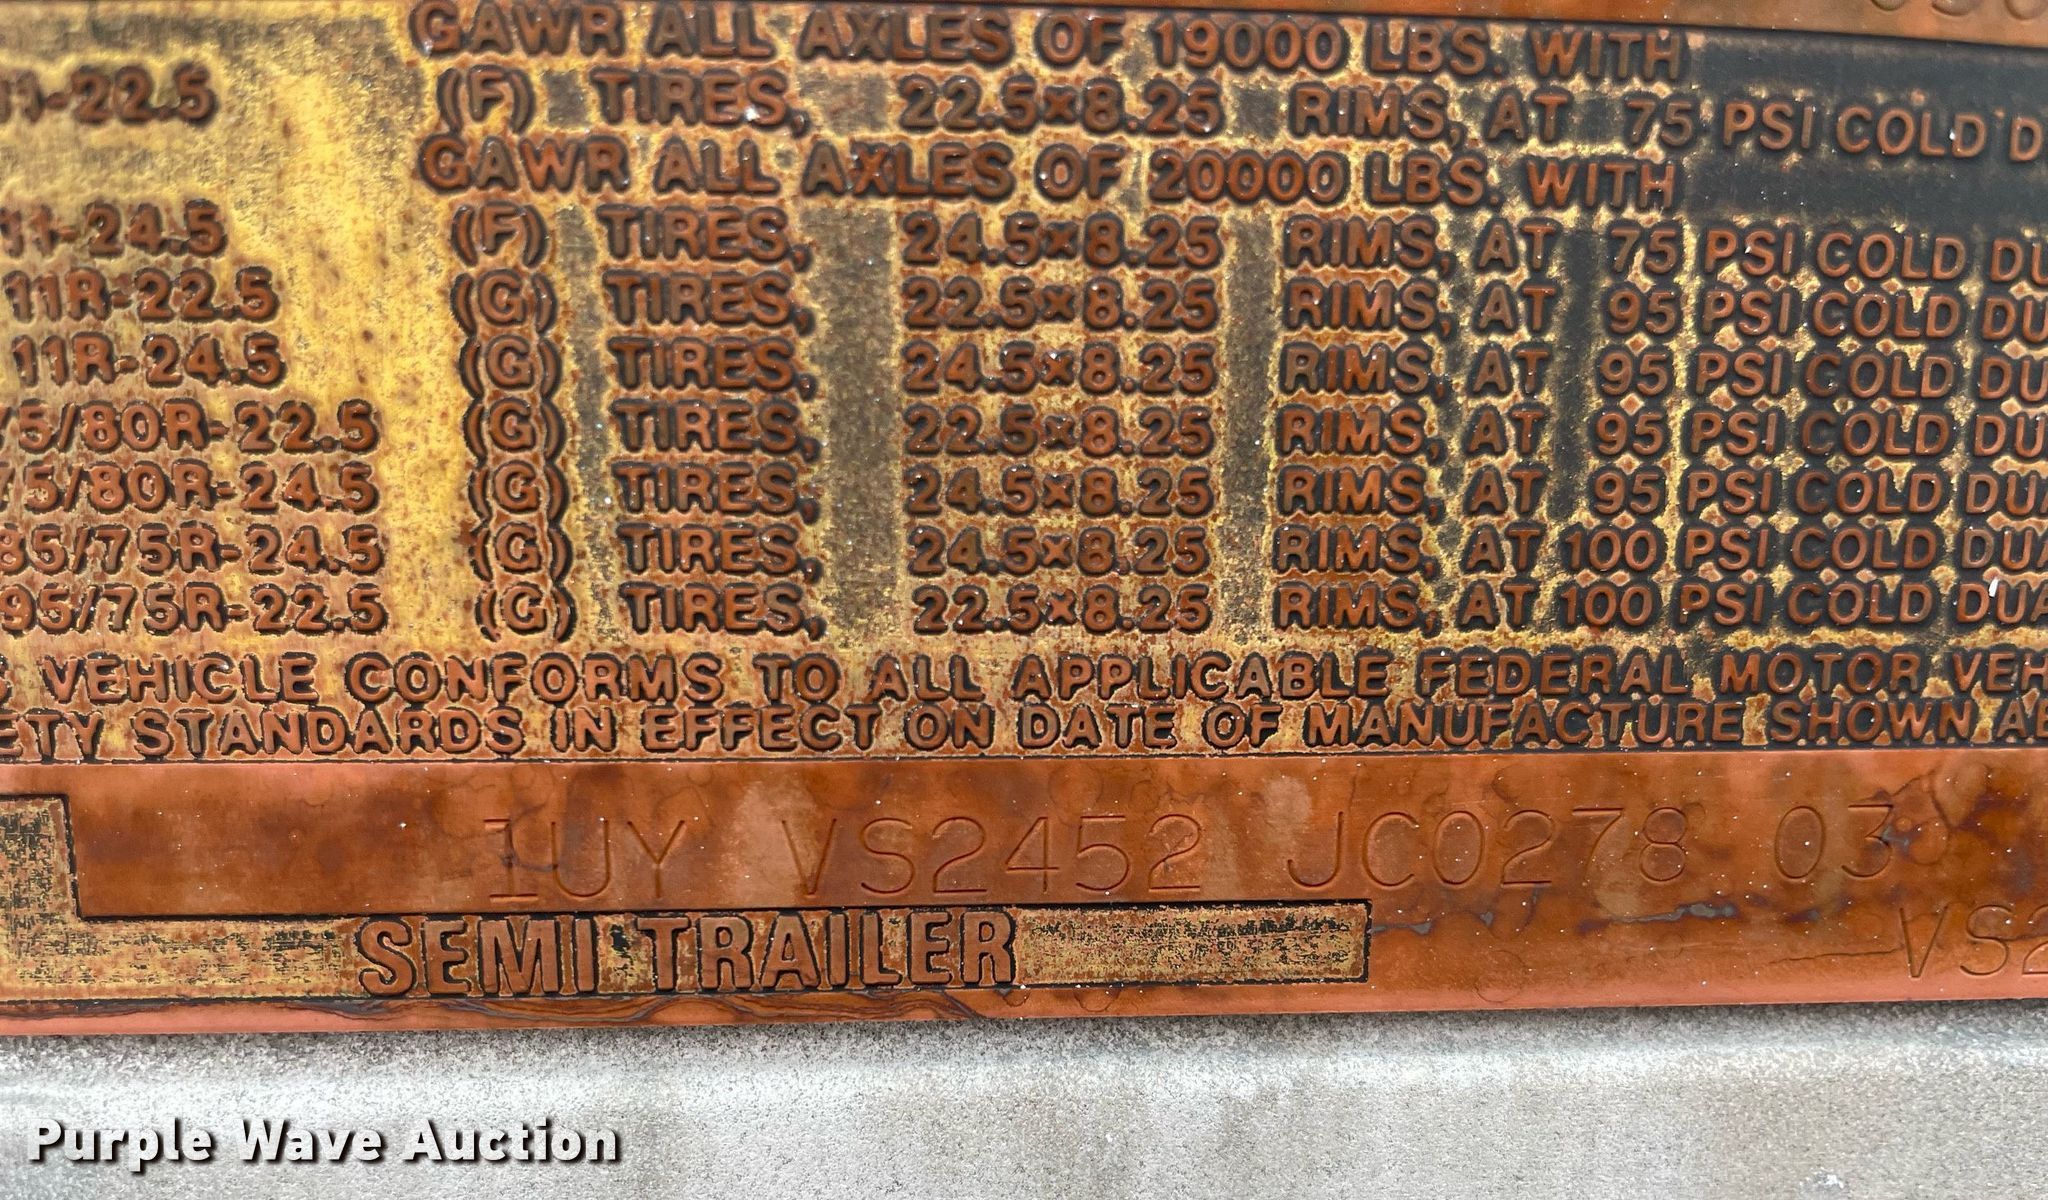 GAWR ALL AXLES OF 19000 LBS. WITH
11-22.5 (F) TIRES, 22.5×8.25 RIMS, AT 75 PSI COLD D
GAWR ALL AXLES OF 20000 LBS. WITH
11-24.5 (F) TIRES, 24.5×8.25 RIMS, AT 75 PSI COLD DU
11R-22.5 (G) TIRES, 22.5×8.25 RIMS, AT 95 PSI COLD DU
11R-24.5 (G) TIRES, 24.5×8.25 RIMS, AT 95 PSI COLD DU
75/80R-22.5 (G) TIRES, 22.5×8.25 RIMS, AT 95 PSI COLD DU
75/80R-24.5 (G) TIRES, 24.5×8.25 RIMS, AT 95 PSI COLD DUA
85/75R-24.5 (G) TIRES, 24.5×8.25 RIMS, AT 100 PSI COLD DUA
95/75R-22.5 (G) TIRES, 22.5×8.25 RIMS, AT 100 PSI COLD DUA
S VEHICLE CONFORMS TO ALL APPLICABLE FEDERAL MOTOR VEH
ETY STANDARDS IN EFFECT ON DATE OF MANUFACTURE SHOWN AB
1UY VS2452 JC0278 03
SEMI TRAILER VS2
Purple Wave Auction